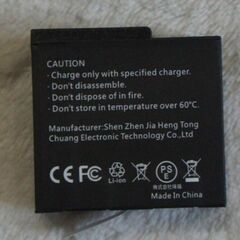 CAUTION
- Charge only with specified charger.
- Don't disassemble.
- Don't dispose of in fire.
- Don't store in temperature over 60℃.
Manufacturer:Shen Zhen Jia Heng Tong
Chuang Electronic Technology Co.,Ltd
CE FC Li-ion PSE
Made In China